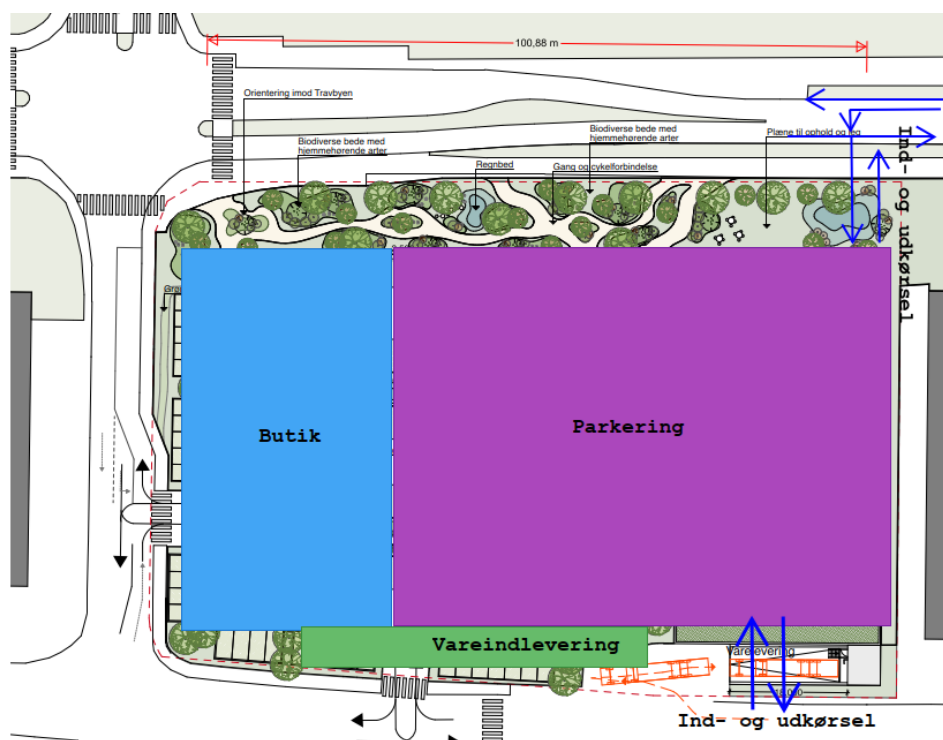 100,88 m
Orientering imod Travbyen
Biodiverse bede med
hjemmehørende arter
Biodiverse bede med
hjemmehørende arter
Plæne til ophold og leg
Regnbed
Gang og cykelforbindelse
Ind- og udkørsel
Butik
Parkering
Vareindlevering
Varelevering
Ind- og udkørsel